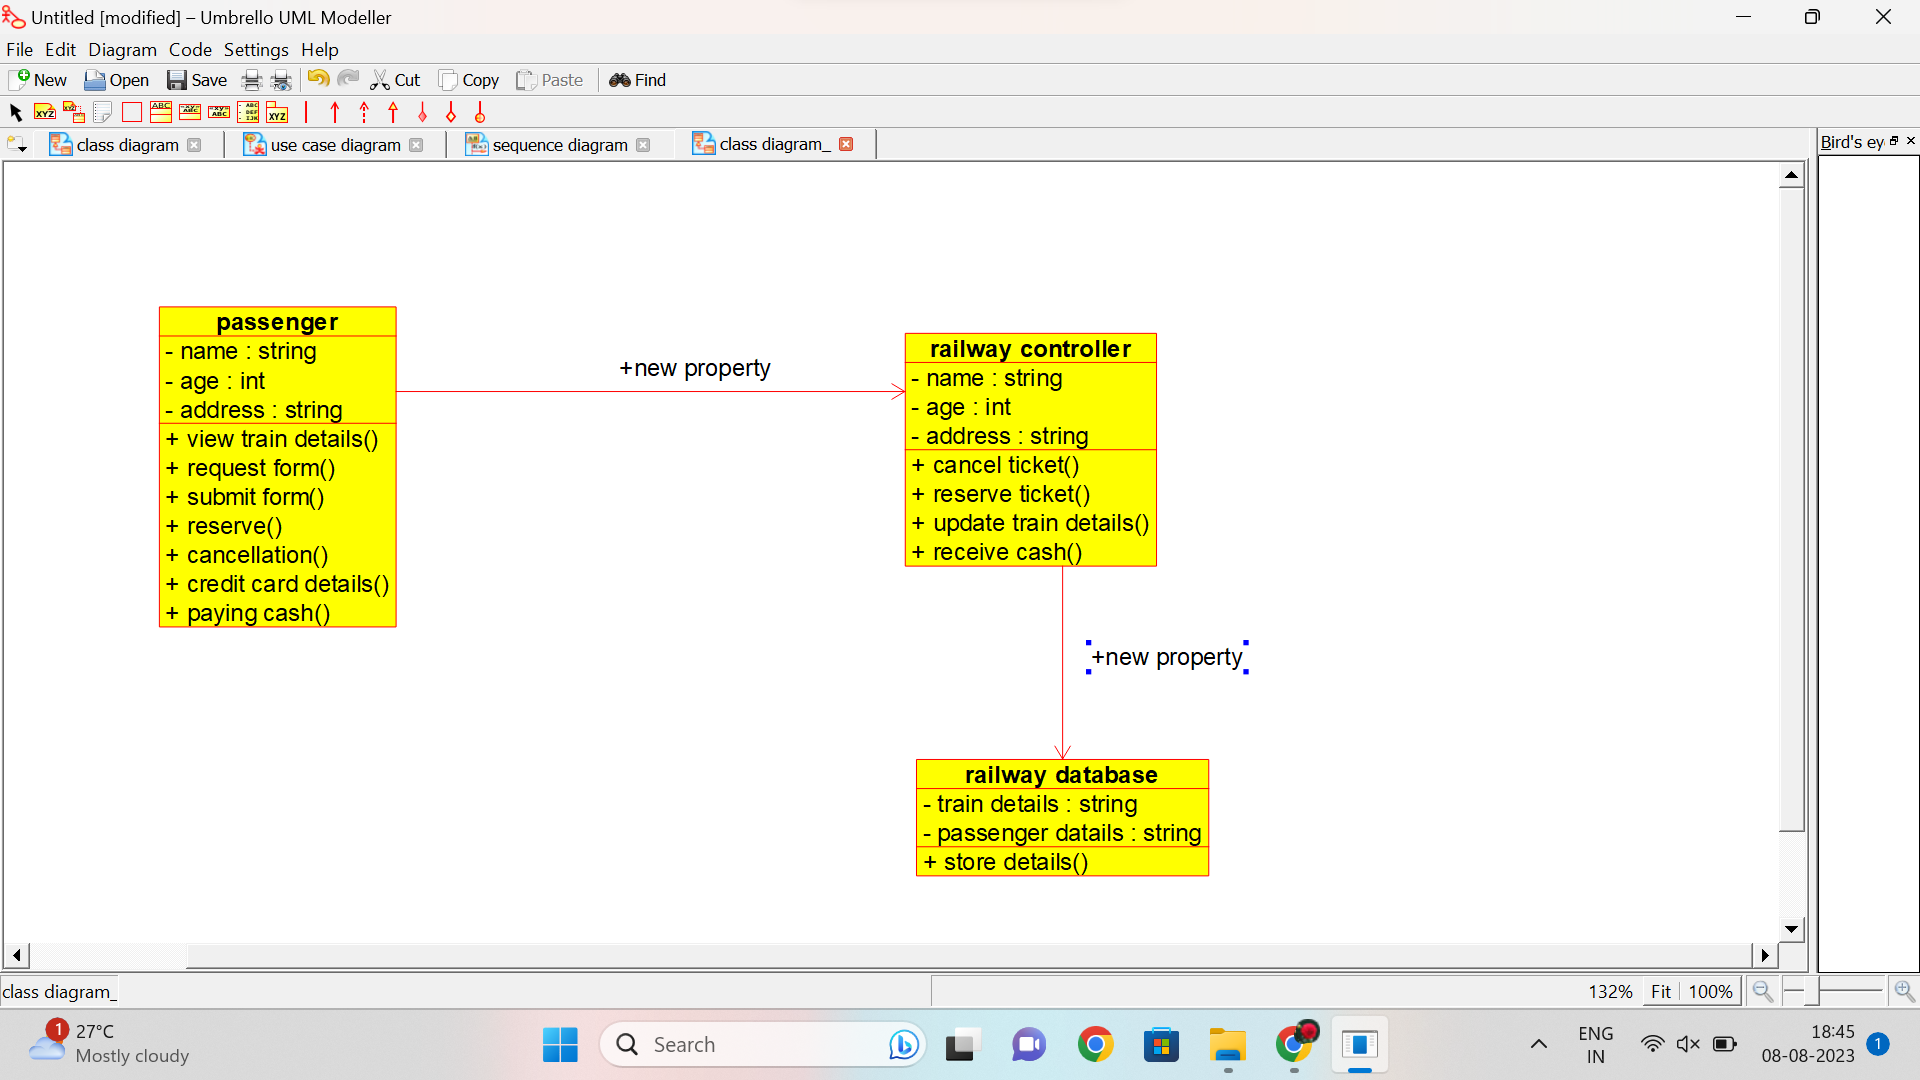 Untitled [modified] – Umbrello UML Modeller
File Edit Diagram Code Settings Help
New Open Save Cut Copy Paste Find
class diagram use case diagram sequence diagram class diagram_
Bird's ey
passenger
- name : string
- age : int
- address : string
+ view train details()
+ request form()
+ submit form()
+ reserve()
+ cancellation()
+ credit card details()
+ paying cash()
+new property
railway controller
- name : string
- age : int
- address : string
+ cancel ticket()
+ reserve ticket()
+ update train details()
+ receive cash()
+new property
railway database
- train details : string
- passenger datails : string
+ store details()
class diagram_
132% Fit 100%
1
27°C
Mostly cloudy
Search
ENG
IN
18:45
08-08-2023
1